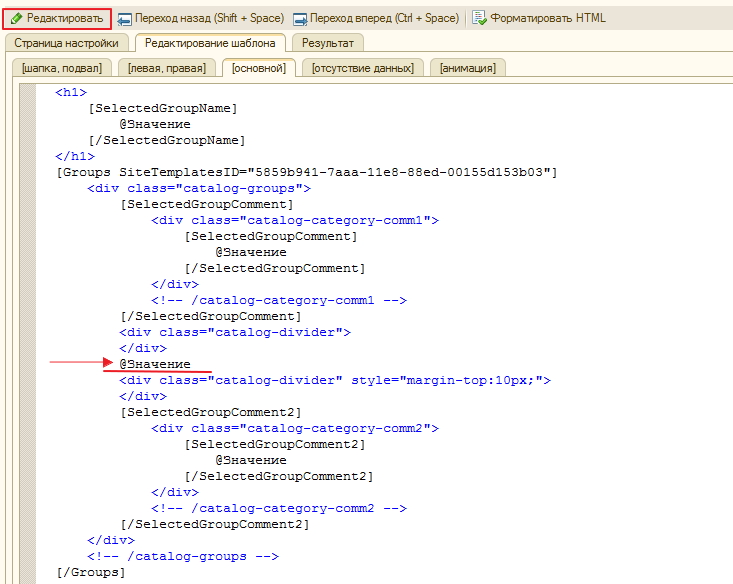 Редактировать Переход назад (Shift + Space) Переход вперед (Ctrl + Space) Форматировать HTML
Страница настройки Редактирование шаблона Результат
[шапка, подвал] [левая, правая] [основной] [отсутствие данных] [анимация]
<h1>
[SelectedGroupName]
@Значение
[/SelectedGroupName]
</h1>
[Groups SiteTemplatesID="5859b941-7aaa-11e8-88ed-00155d153b03"]
<div class="catalog-groups">
[SelectedGroupComment]
<div class="catalog-category-comm1">
[SelectedGroupComment]
@Значение
[/SelectedGroupComment]
</div>
<!-- /catalog-category-comm1 -->
[/SelectedGroupComment]
<div class="catalog-divider">
</div>
@Значение
<div class="catalog-divider" style="margin-top:10px;">
</div>
[SelectedGroupComment2]
<div class="catalog-category-comm2">
[SelectedGroupComment2]
@Значение
[/SelectedGroupComment2]
</div>
<!-- /catalog-category-comm2 -->
[/SelectedGroupComment2]
</div>
<!-- /catalog-groups -->
[/Groups]